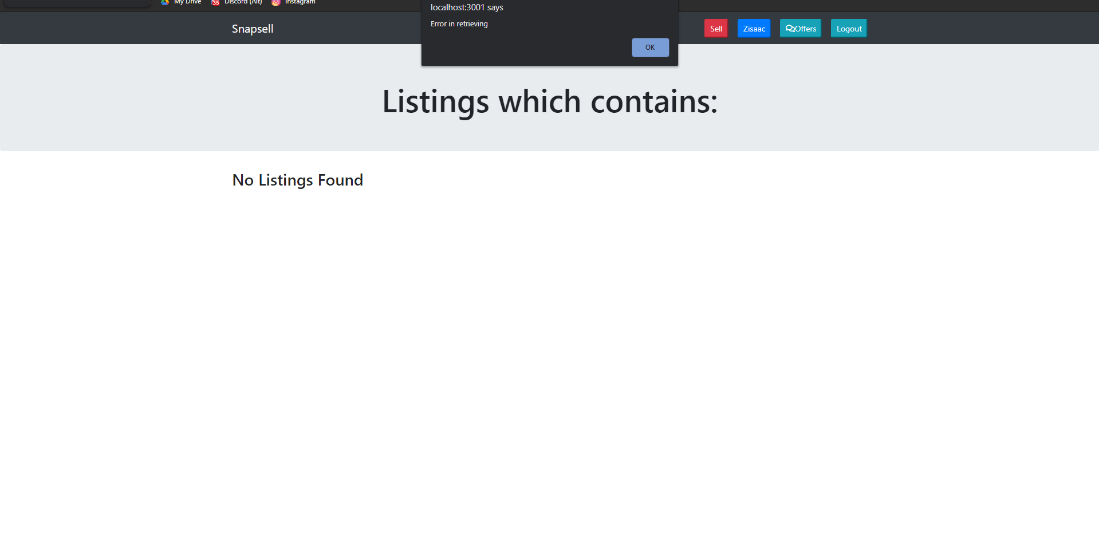 My Drive Discord (Alt) Instagram
localhost:3001 says
Error in retrieving
OK
Snapsell Sell Zisaac Offers Logout
Listings which contains:
No Listings Found